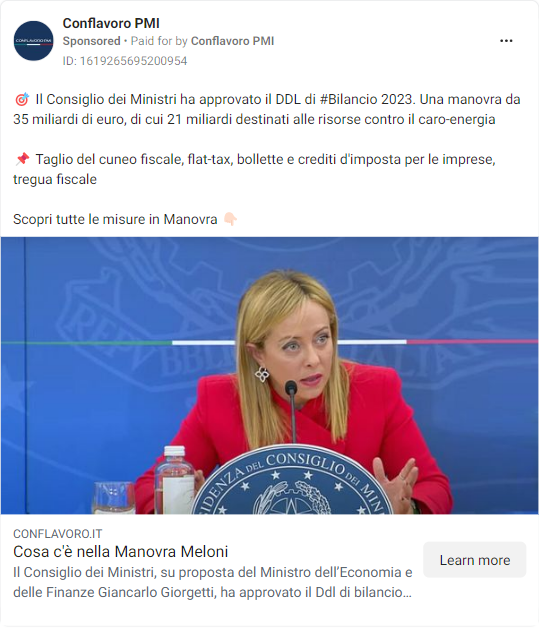 Conflavoro PMI
Sponsored • Paid for by Conflavoro PMI
ID: 1619265695200954
CONFLAVORO PMI
🎯 Il Consiglio dei Ministri ha approvato il DDL di #Bilancio 2023. Una manovra da
35 miliardi di euro, di cui 21 miliardi destinati alle risorse contro il caro-energia
📌 Taglio del cuneo fiscale, flat-tax, bollette e crediti d'imposta per le imprese,
tregua fiscale
Scopri tutte le misure in Manovra 👇🏻
REPVBBLICA ITALIANA
PRESIDENZA DEL CONSIGLIO DEI MINI
CONFLAVORO.IT
Cosa c'è nella Manovra Meloni
Il Consiglio dei Ministri, su proposta del Ministro dell'Economia e
delle Finanze Giancarlo Giorgetti, ha approvato il Ddl di bilancio...
Learn more